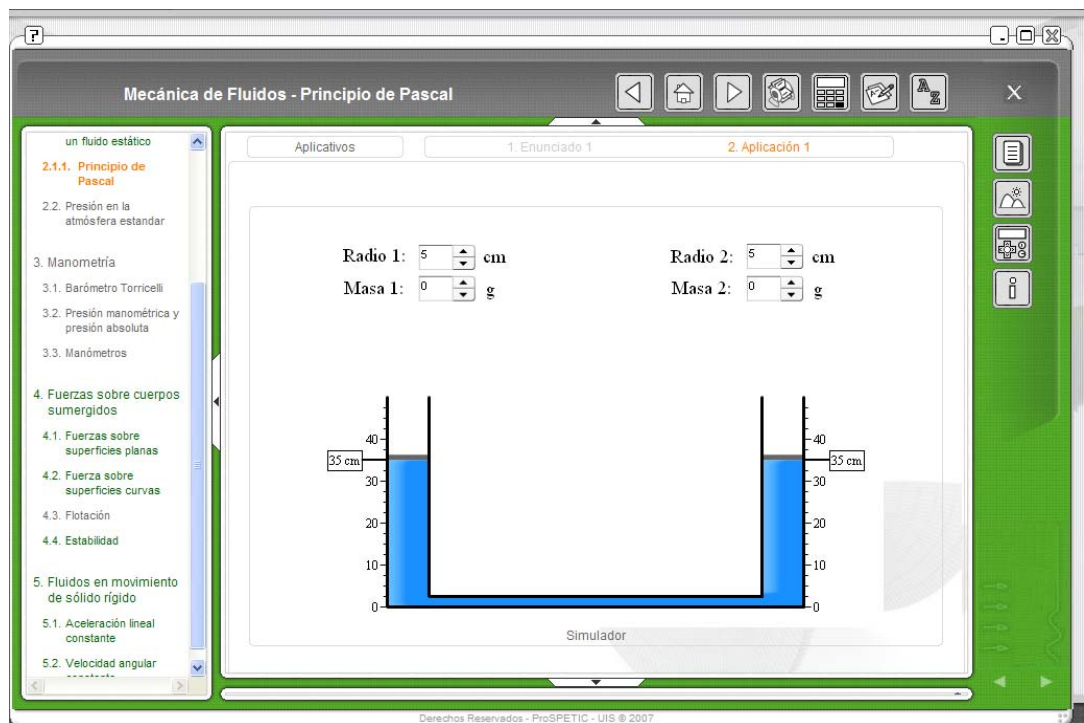 ?
Mecánica de Fluidos - Principio de Pascal
A Z
X
un fluido estático
2.1.1. Principio de
Pascal
2.2. Presión en la
atmósfera estandar
3. Manometría
3.1. Barómetro Torricelli
3.2. Presión manométrica y
presión absoluta
3.3. Manómetros
4. Fuerzas sobre cuerpos
sumergidos
4.1. Fuerzas sobre
superficies planas
4.2. Fuerza sobre
superficies curvas
4.3. Flotación
4.4. Estabilidad
5. Fluidos en movimiento
de sólido rígido
5.1. Aceleración lineal
constante
5.2. Velocidad angular
Aplicativos
1. Enunciado 1
2. Aplicación 1
Radio 1: 5 cm
Masa 1: 0 g
Radio 2: 5 cm
Masa 2: 0 g
40
35 cm
30
20
10
0
40
35 cm
30
20
10
0
Simulador
i
Derechos Reservados - ProSPETIC - UIS @ 2007